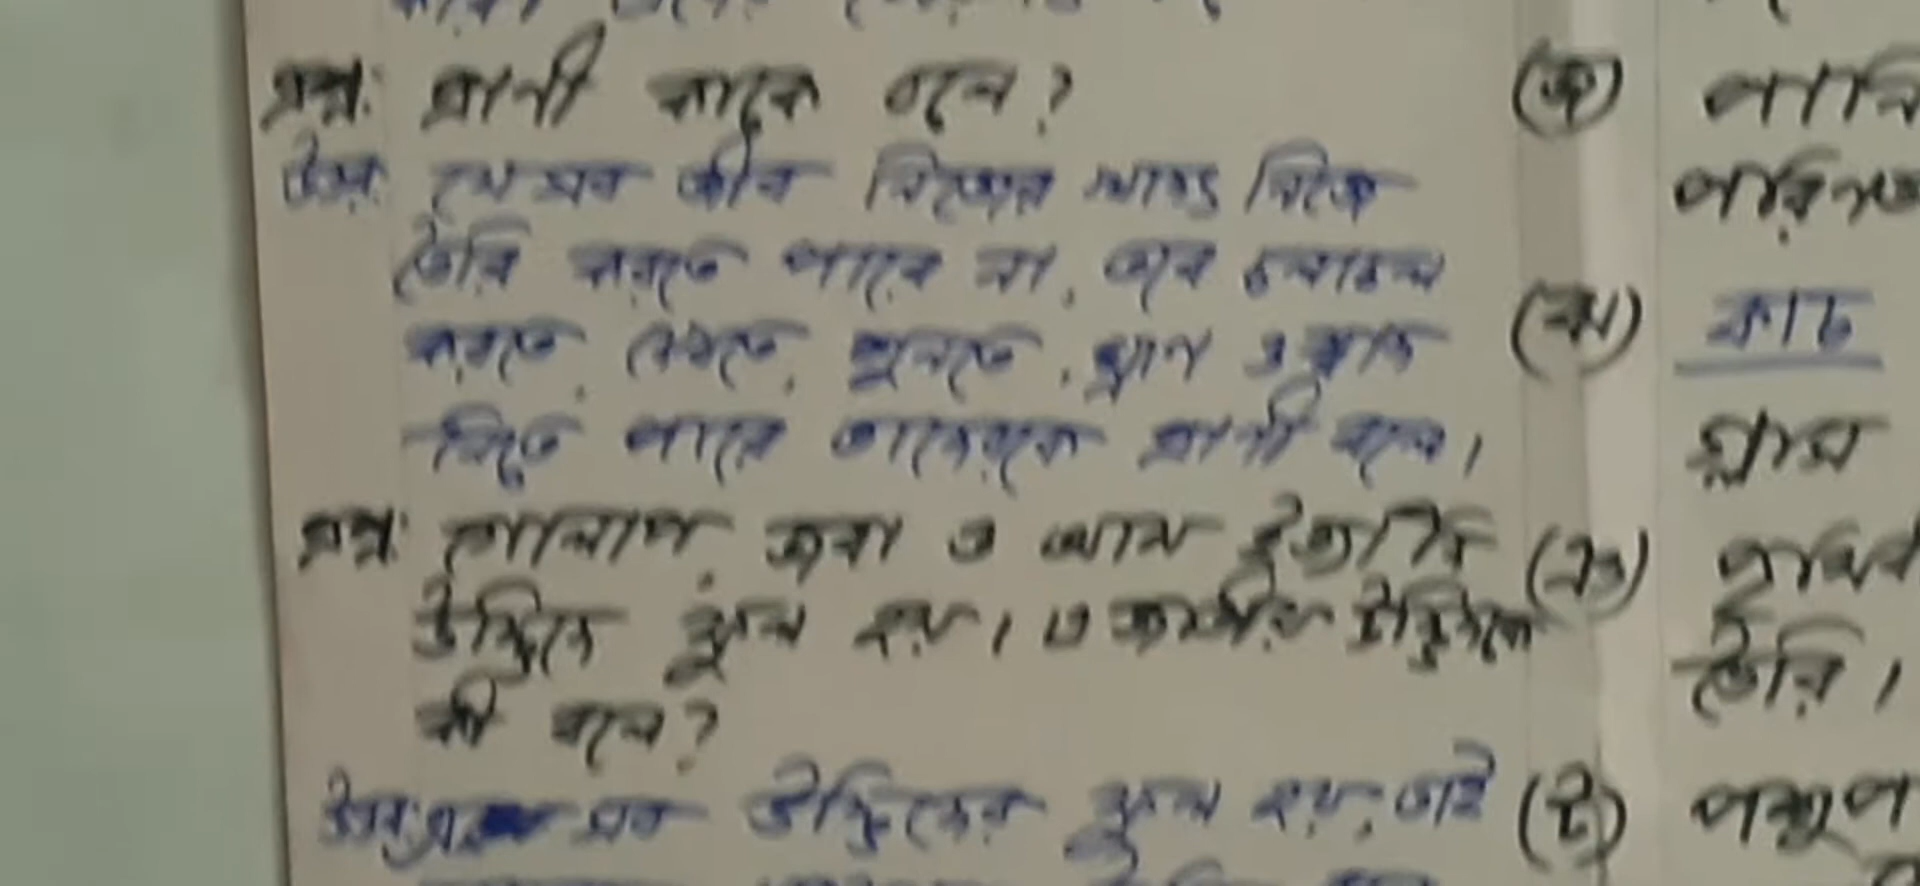 প্রশ্ন: প্রাণী কাকে বলে?
উত্তর: যে সব জীব নিজের খাদ্য নিজে
তৈরি করতে পারে না, তবে চলাচল
করতে, দেখতে, শুনতে, ঘ্রাণ ও স্বাদ
নিতে পারে তাদেরকে প্রাণী বলে।
প্রশ্ন: গোলাপ, জবা ও আম ইত্যাদি
উদ্ভিদে ফুল হয়। এ জাতীয় উদ্ভিদকে
কী বলে?
উত্তর: সব উদ্ভিদের ফুল হয়, তাই
(জ) পানি
(ঝ) কাচ
গ্লাস
(ঞ)
তৈরি।
(ট)